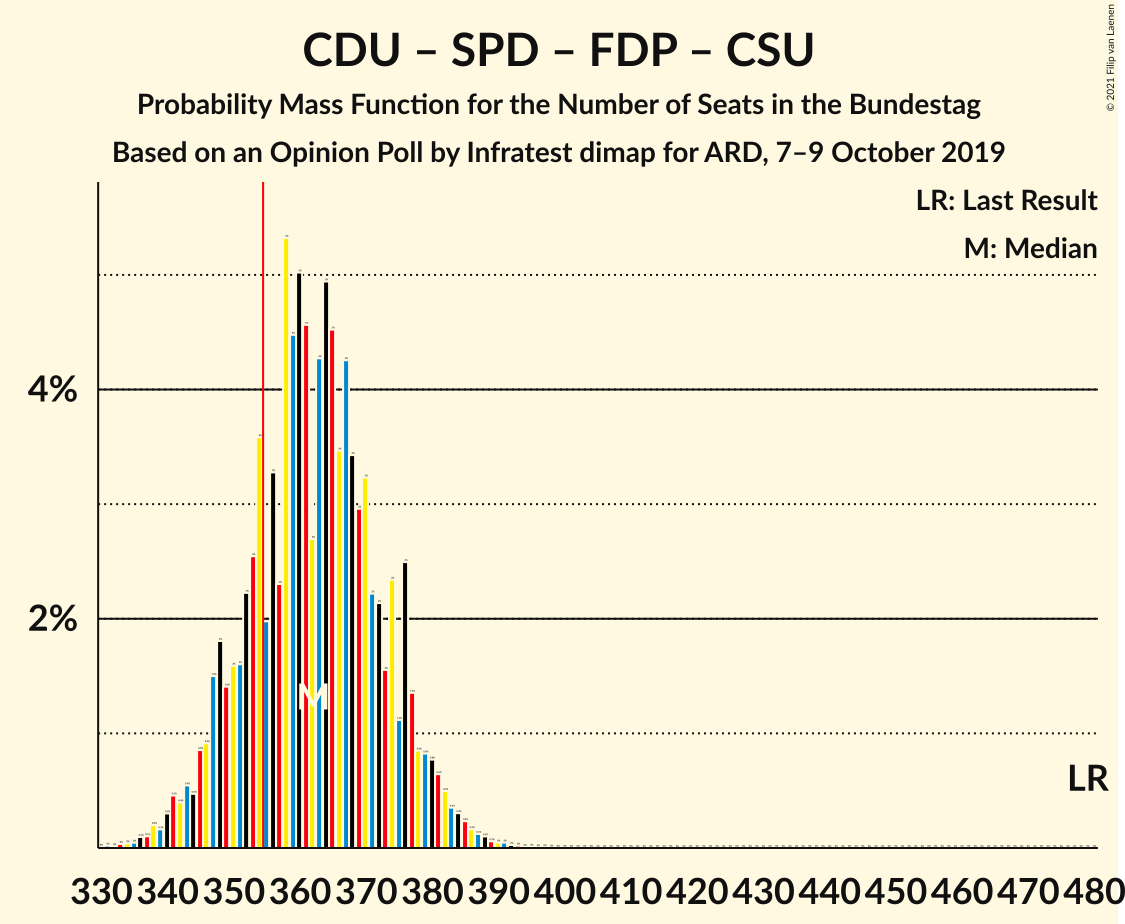 CDU – SPD – FDP – CSU
Probability Mass Function for the Number of Seats in the Bundestag
Based on an Opinion Poll by Infratest dimap for ARD, 7–9 October 2019
© 2021 Filip van Laenen
LR: Last Result
M: Median
4%
2%
M
LR
330 340 350 360 370 380 390 400 410 420 430 440 450 460 470 480